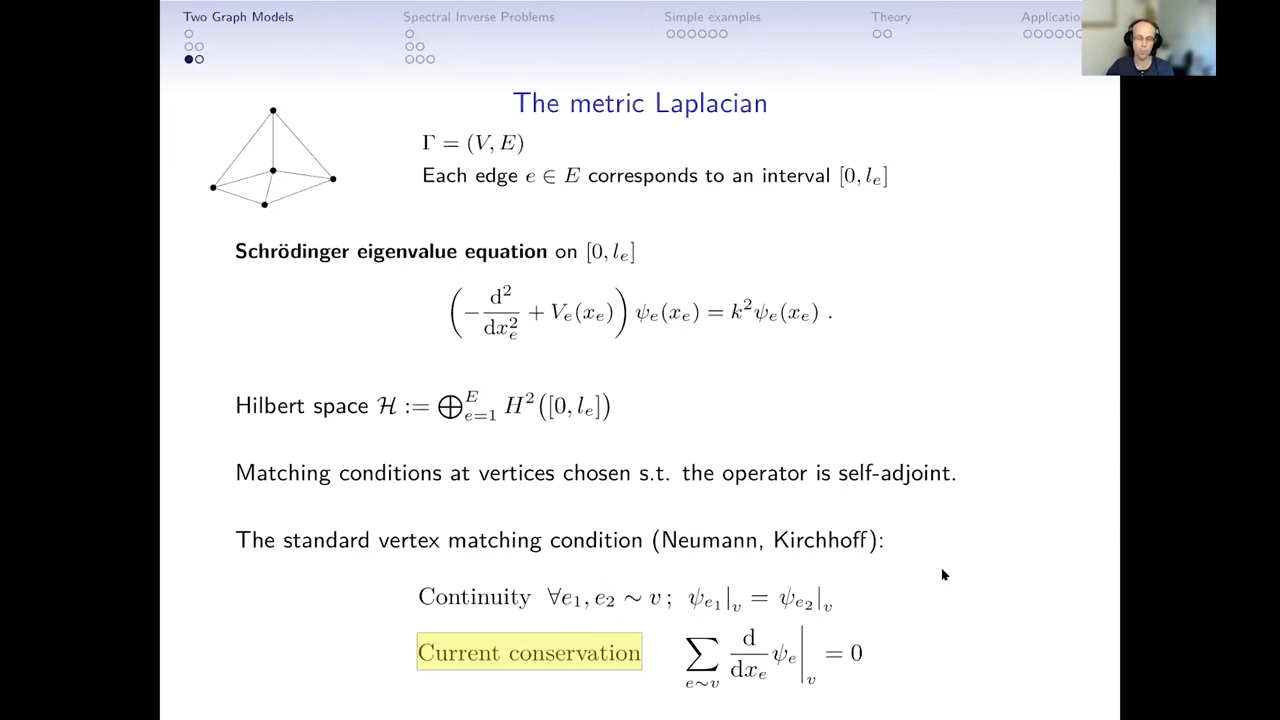 Two Graph Models Spectral Inverse Problems Simple examples Theory Applicatio
The metric Laplacian
Γ = (V, E)
Each edge e ∈ E corresponds to an interval [0, l_e]
Schrödinger eigenvalue equation on [0, l_e]
(−d²/dx_e² + V_e(x_e)) ψ_e(x_e) = k²ψ_e(x_e) .
Hilbert space ℋ := ⊕_{e=1}^{E} H²([0, l_e])
Matching conditions at vertices chosen s.t. the operator is self-adjoint.
The standard vertex matching condition (Neumann, Kirchhoff):
Continuity ∀e₁, e₂ ∼ v ; ψ_{e₁}|_v = ψ_{e₂}|_v
Current conservation ∑_{e∼v} d/dx_e ψ_e|_v = 0